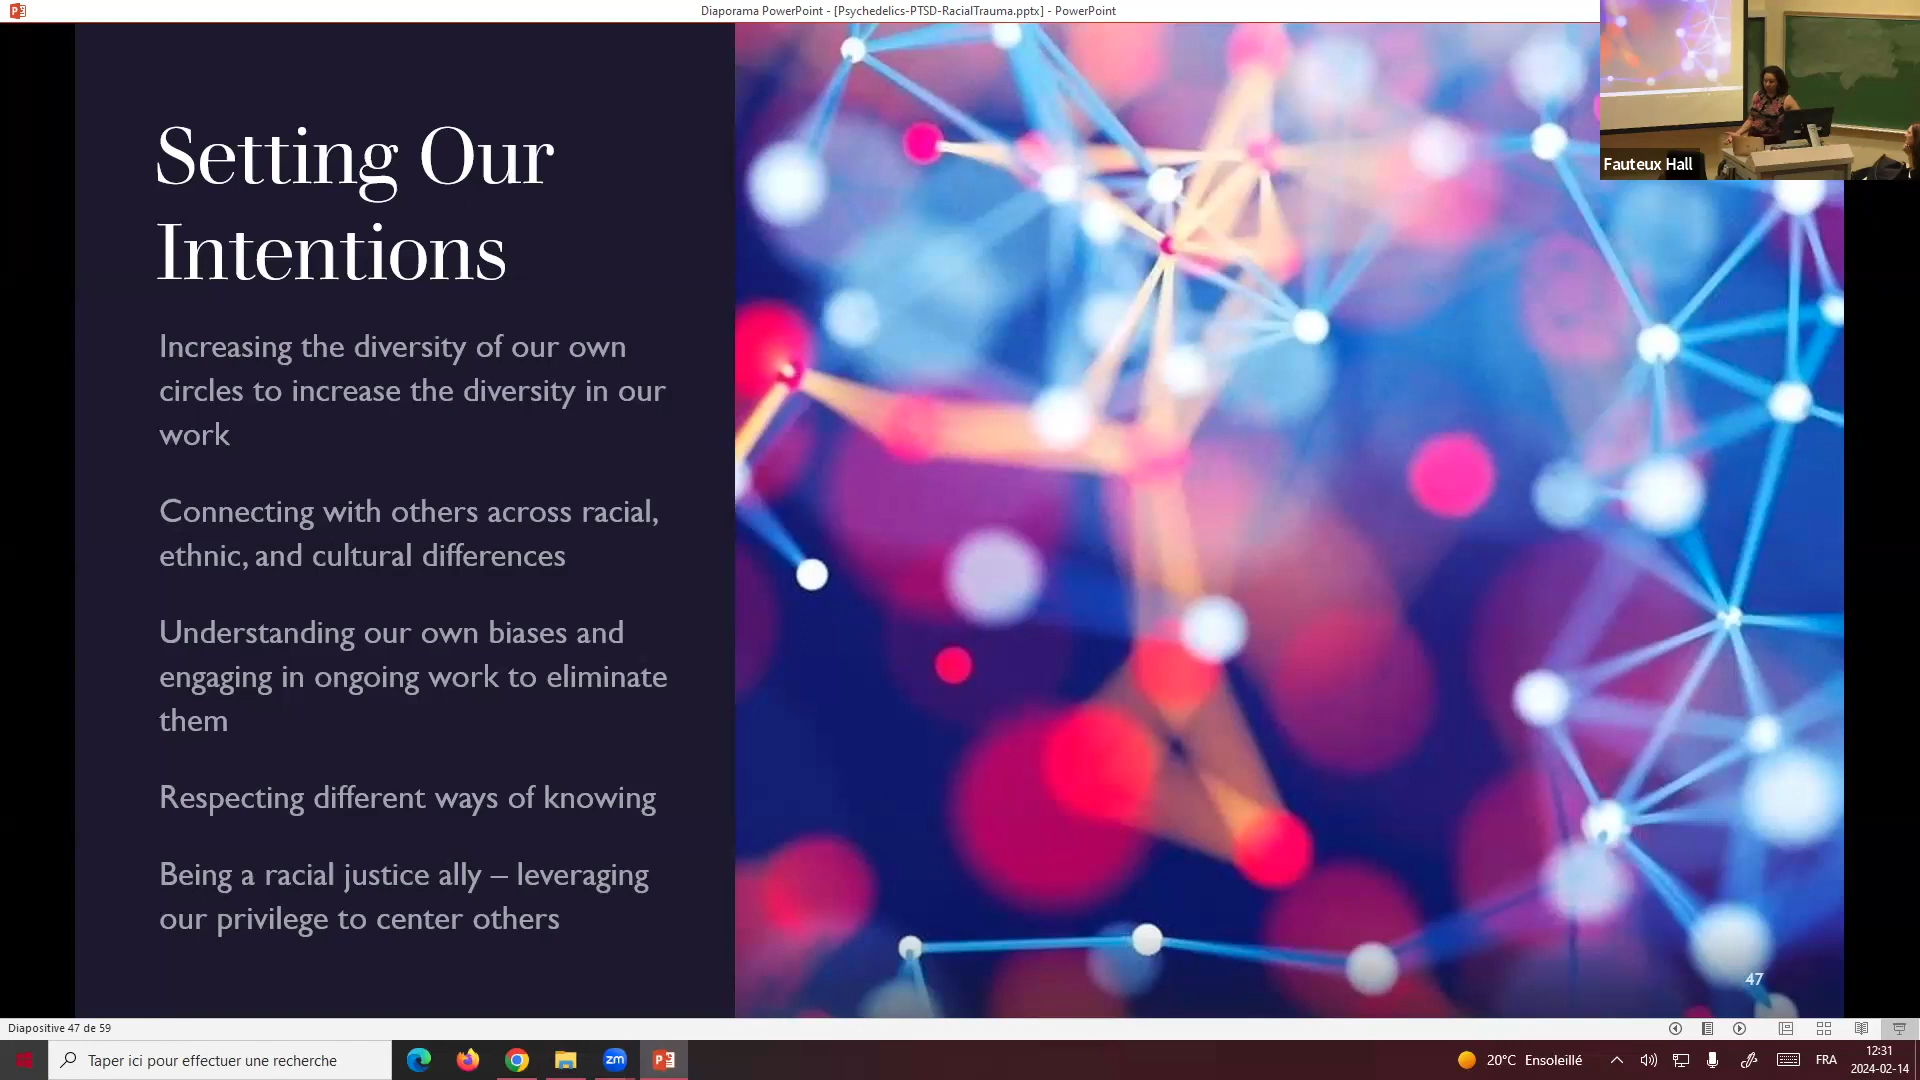 Diaporama PowerPoint - [Psychedelics-PTSD-RacialTrauma.pptx] - PowerPoint
Fauteux Hall
Setting Our
Intentions
Increasing the diversity of our own
circles to increase the diversity in our
work
Connecting with others across racial,
ethnic, and cultural differences
Understanding our own biases and
engaging in ongoing work to eliminate
them
Respecting different ways of knowing
Being a racial justice ally – leveraging
our privilege to center others
47
Diapositive 47 de 59
Taper ici pour effectuer une recherche
zm
20°C Ensoleillé
FRA
12:31
2024-02-14